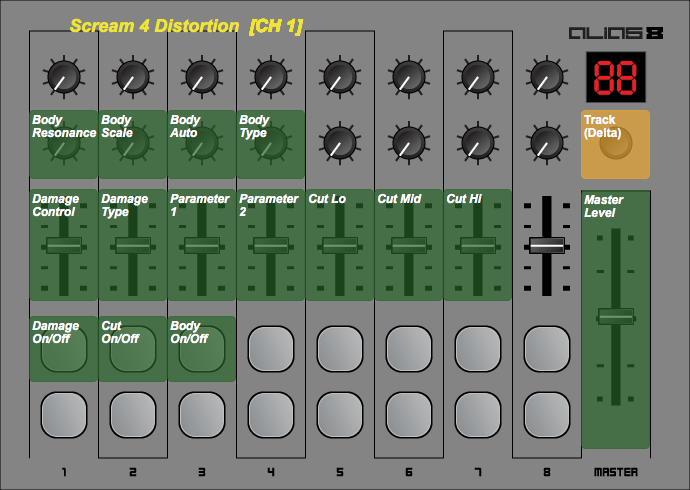 Scream 4 Distortion [CH 1]
ALIAS 8
88
Body
Resonance
Body
Scale
Body
Auto
Body
Type
Track
(Delta)
Damage
Control
Damage
Type
Parameter
1
Parameter
2
Cut Lo
Cut Mid
Cut Hi
Master
Level
Damage
On/Off
Cut
On/Off
Body
On/Off
1 2 3 4 5 6 7 8 MASTER